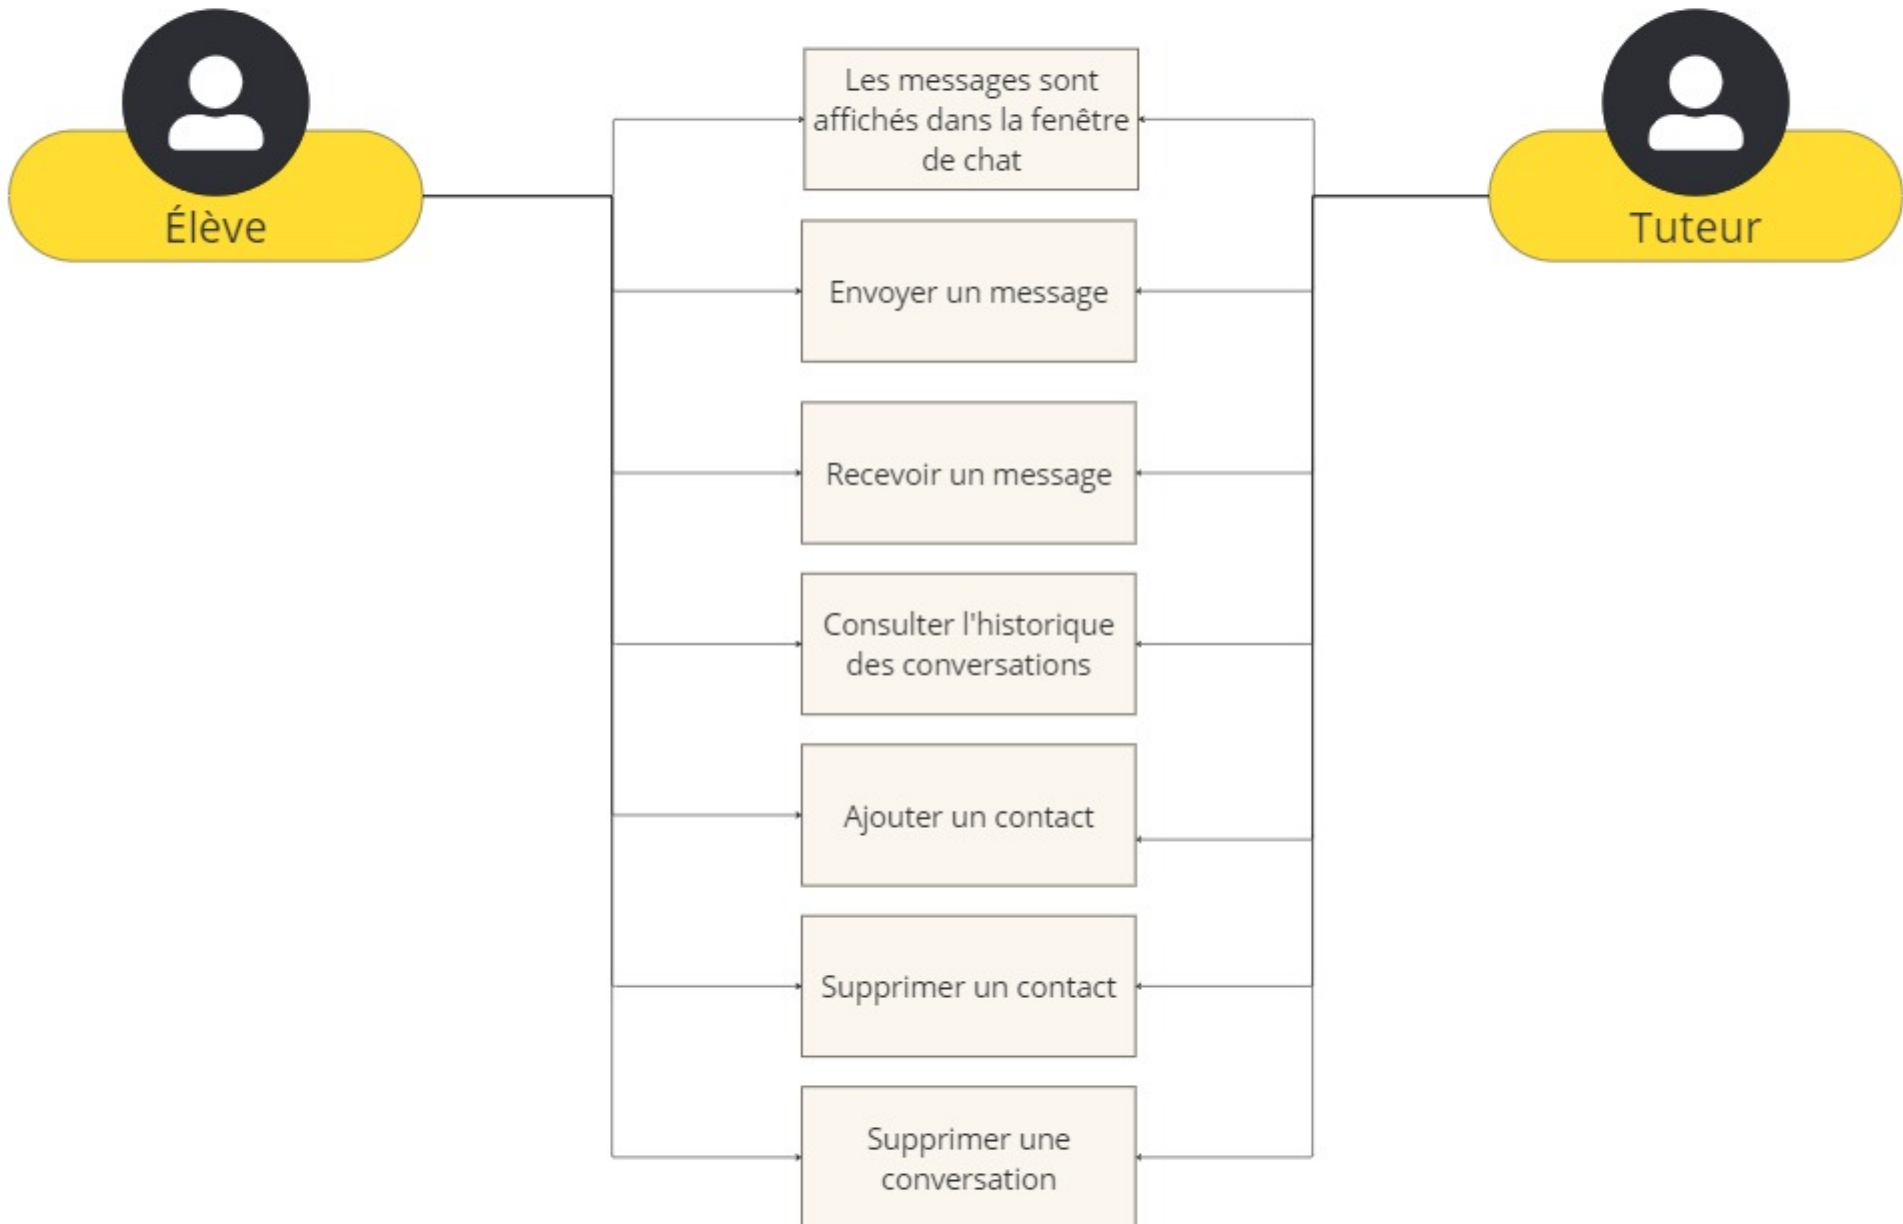 Élève
Tuteur
Les messages sont
affichés dans la fenêtre
de chat
Envoyer un message
Recevoir un message
Consulter l'historique
des conversations
Ajouter un contact
Supprimer un contact
Supprimer une
conversation